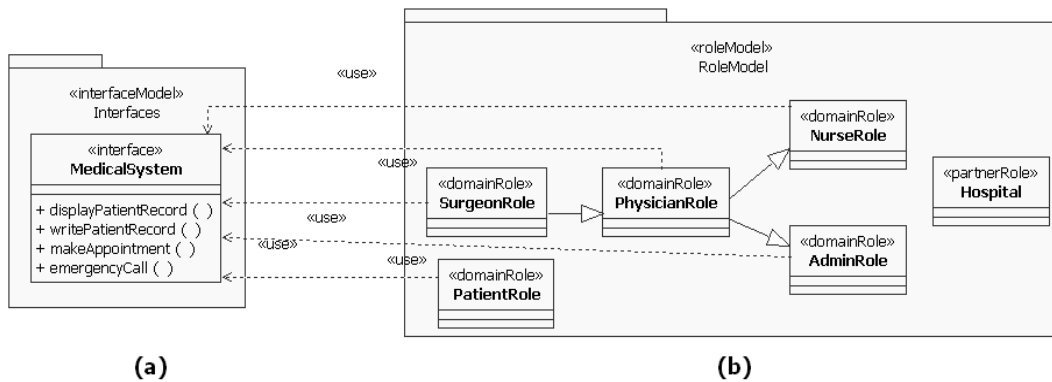 «interfaceModel»
Interfaces
«interface»
MedicalSystem
+ displayPatientRecord ( )
+ writePatientRecord ( )
+ makeAppointment ( )
+ emergencyCall ( )
«use»
«use»
«use»
«use»
«use»
«roleModel»
RoleModel
«domainRole»
NurseRole
«domainRole»
SurgeonRole
«domainRole»
PhysicianRole
«partnerRole»
Hospital
«domainRole»
AdminRole
«domainRole»
PatientRole
(a)
(b)